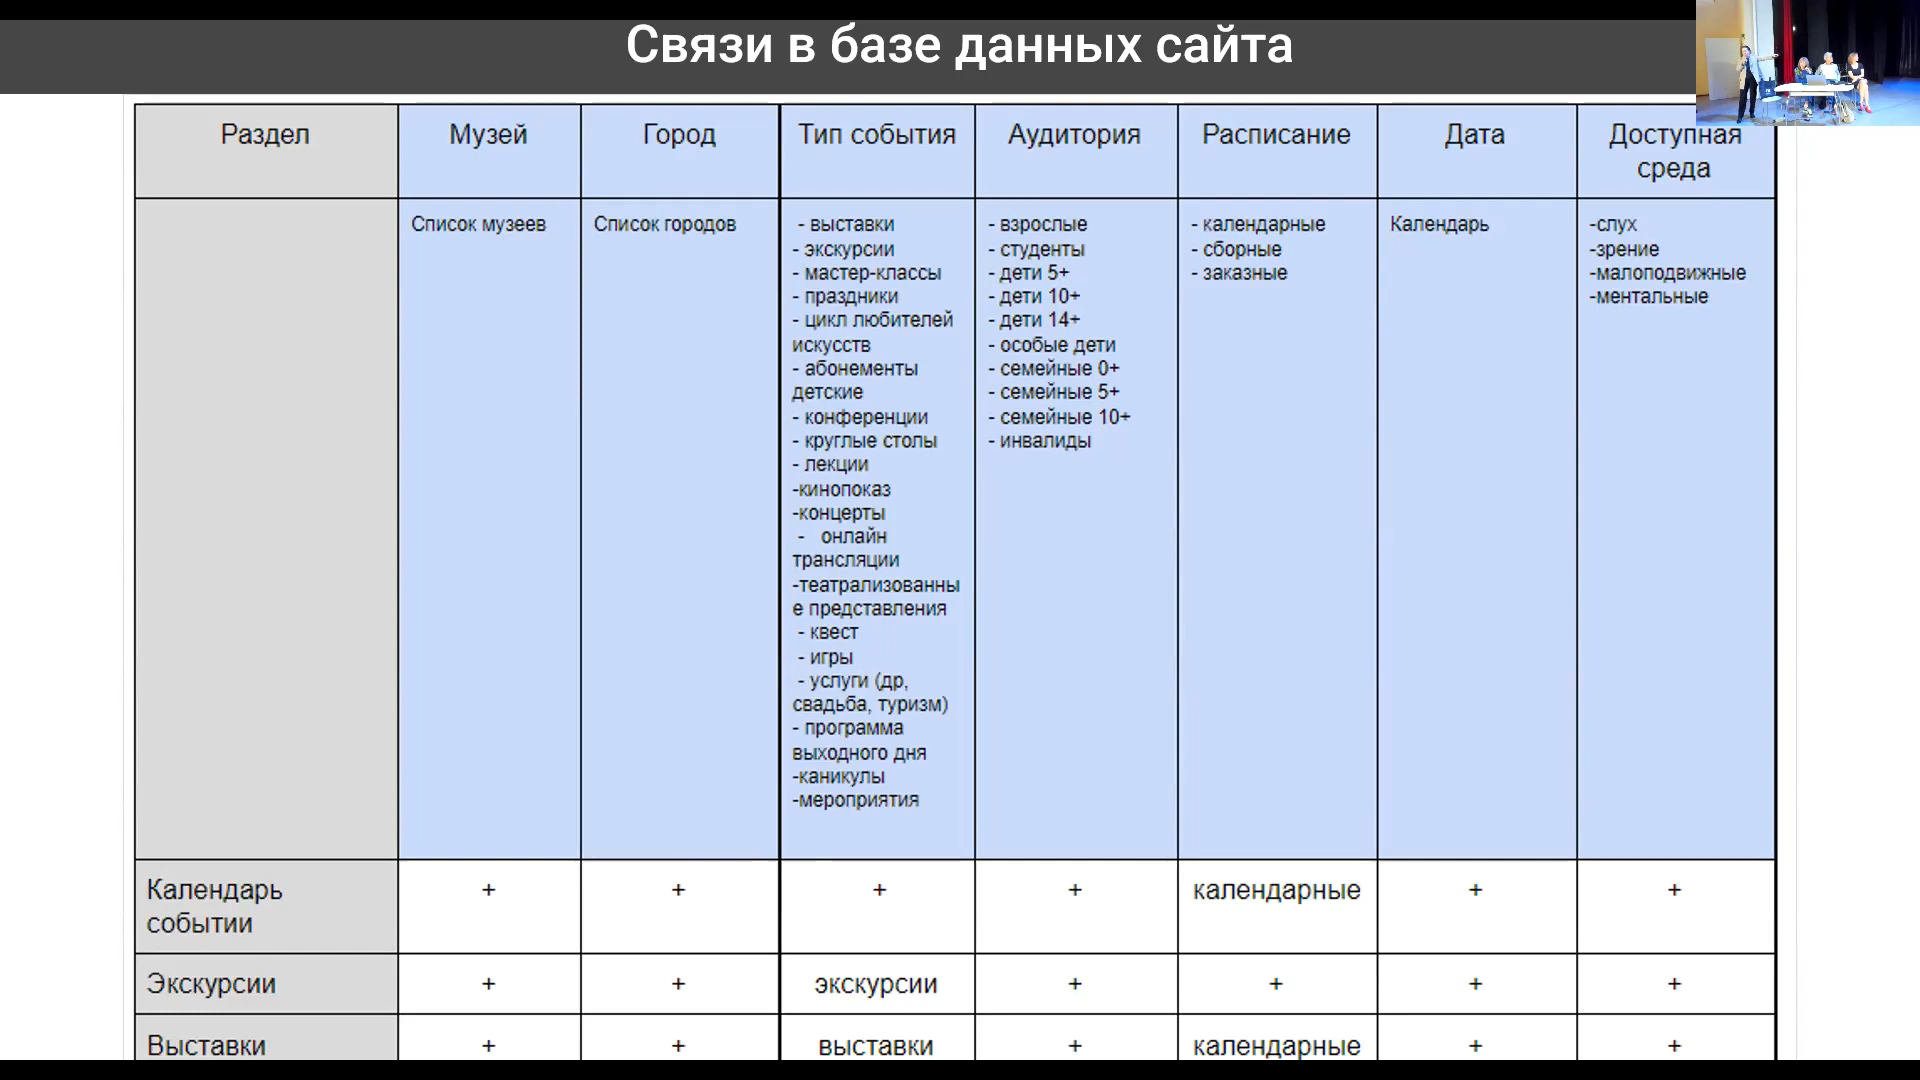 Связи в базе данных сайта
Раздел
Музей
Город
Тип события
Аудитория
Расписание
Дата
Доступная
среда
Список музеев
Список городов
- выставки
- экскурсии
- мастер-классы
- праздники
- цикл любителей
искусств
- абонементы
детские
- конференции
- круглые столы
- лекции
-кинопоказ
-концерты
- онлайн
трансляции
-театрализованны
е представления
- квест
- игры
- услуги (др,
свадьба, туризм)
- программа
выходного дня
-каникулы
-мероприятия
- взрослые
- студенты
- дети 5+
- дети 10+
- дети 14+
- особые дети
- семейные 0+
- семейные 5+
- семейные 10+
- инвалиды
- календарные
- сборные
- заказные
Календарь
-слух
-зрение
-малоподвижные
-ментальные
Календарь
событии
+
+
+
+
календарные
+
+
Экскурсии
+
+
экскурсии
+
+
+
+
Выставки
+
+
выставки
+
календарные
+
+